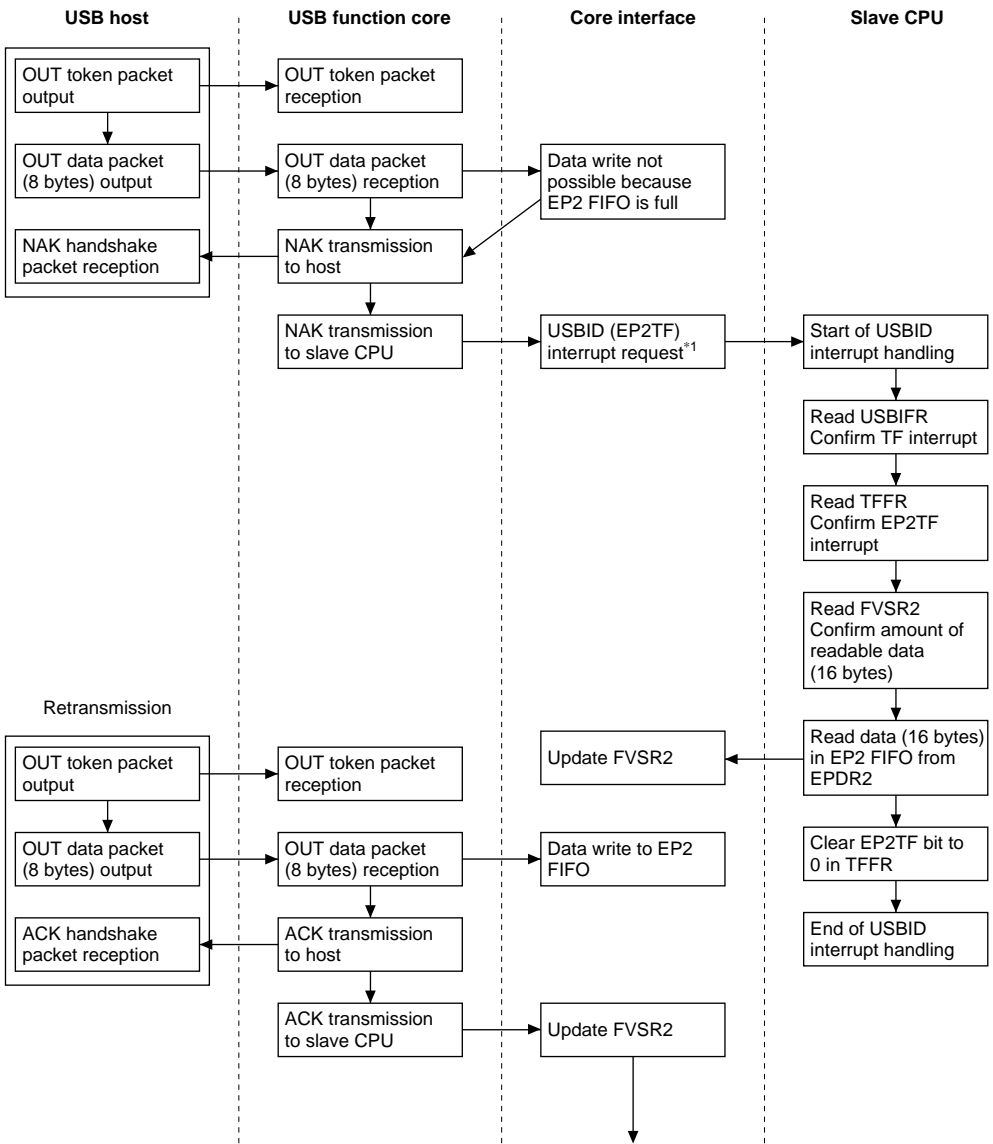 USB host
USB function core
Core interface
Slave CPU
OUT token packet
output
OUT token packet
reception
OUT data packet
(8 bytes) output
OUT data packet
(8 bytes) reception
Data write not
possible because
EP2 FIFO is full
NAK handshake
packet reception
NAK transmission
to host
NAK transmission
to slave CPU
USBID (EP2TF)
interrupt request*1
Start of USBID
interrupt handling
Read USBIFR
Confirm TF interrupt
Read TFFR
Confirm EP2TF
interrupt
Read FVSR2
Confirm amount of
readable data
(16 bytes)
Retransmission
OUT token packet
output
OUT token packet
reception
Update FVSR2
Read data (16 bytes)
in EP2 FIFO from
EPDR2
OUT data packet
(8 bytes) output
OUT data packet
(8 bytes) reception
Data write to EP2
FIFO
Clear EP2TF bit to
0 in TFFR
ACK handshake
packet reception
ACK transmission
to host
End of USBID
interrupt handling
ACK transmission
to slave CPU
Update FVSR2